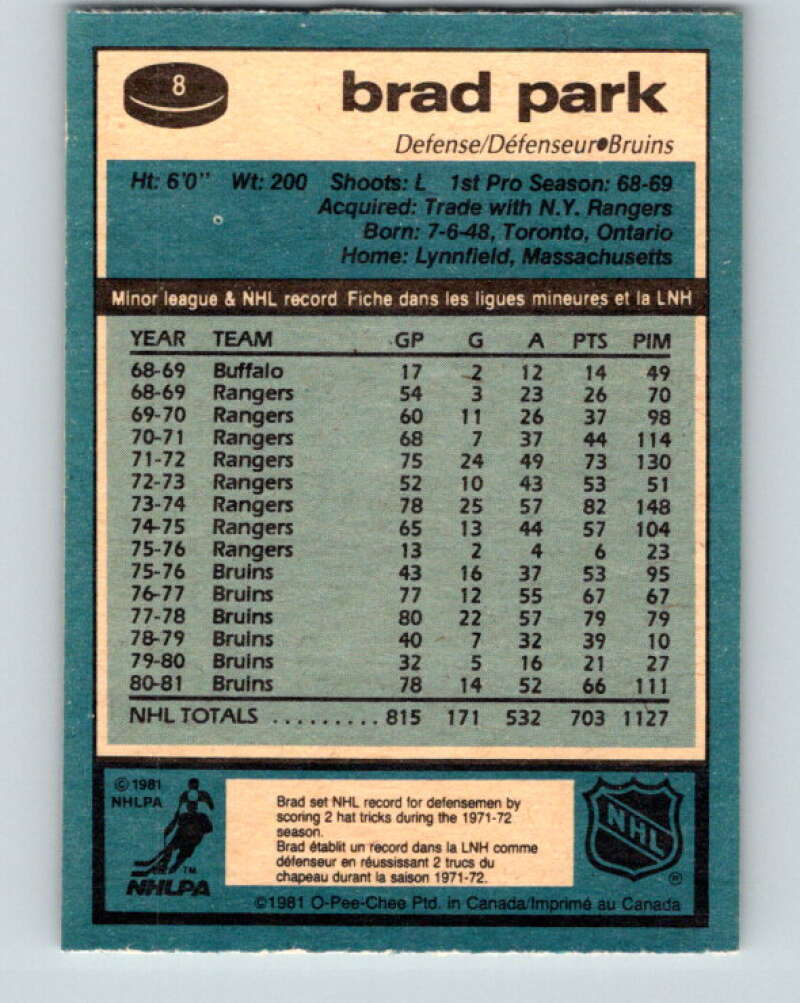 8
brad park
Defense/Défenseur●Bruins
Ht: 6'0" Wt: 200 Shoots: L 1st Pro Season: 68-69
Acquired: Trade with N.Y. Rangers
Born: 7-6-48, Toronto, Ontario
Home: Lynnfield, Massachusetts
Minor league & NHL record Fiche dans les ligues mineures et la LNH
YEAR TEAM GP G A PTS PIM
68-69 Buffalo 17 2 12 14 49
68-69 Rangers 54 3 23 26 70
69-70 Rangers 60 11 26 37 98
70-71 Rangers 68 7 37 44 114
71-72 Rangers 75 24 49 73 130
72-73 Rangers 52 10 43 53 51
73-74 Rangers 78 25 57 82 148
74-75 Rangers 65 13 44 57 104
75-76 Rangers 13 2 4 6 23
75-76 Bruins 43 16 37 53 95
76-77 Bruins 77 12 55 67 67
77-78 Bruins 80 22 57 79 79
78-79 Bruins 40 7 32 39 10
79-80 Bruins 32 5 16 21 27
80-81 Bruins 78 14 52 66 111
NHL TOTALS ......... 815 171 532 703 1127
© 1981
NHLPA
TM
NHLPA
Brad set NHL record for defensemen by
scoring 2 hat tricks during the 1971-72
season.
Brad établit un record dans la LNH comme
défenseur en réussissant 2 trucs du
chapeau durant la saison 1971-72.
NHL
®
©1981 O-Pee-Chee Ptd. in Canada/Imprimé au Canada